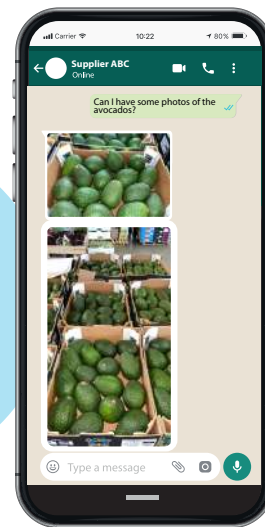 Carrier 10:22 80%
Supplier ABC
Online
Can I have some photos of the
avocados?
Type a message